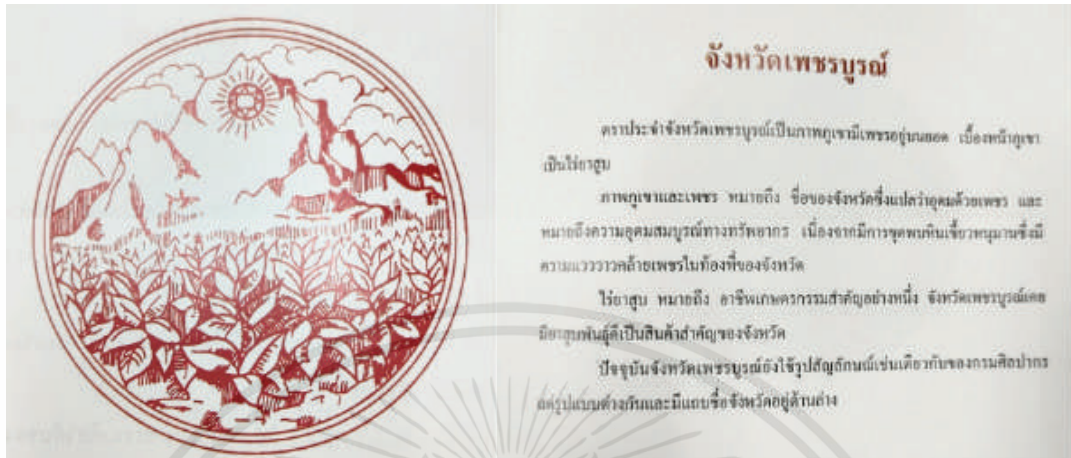 จังหวัดเพชรบูรณ์
ตราประจำจังหวัดเพชรบูรณ์เป็นภาพภูเขามีเพชรอยู่บนยอด เบื้องหน้าภูเขา
เป็นไร่ยาสูบ
ภาพภูเขาและเพชร หมายถึง ชื่อของจังหวัดซึ่งแปลว่าอุดมด้วยเพชร และ
หมายถึงความอุดมสมบูรณ์ทางทรัพยากร เนื่องจากมีการขุดพบหินเขี้ยวหนุมานซึ่งมี
ความแวววาวคล้ายเพชรในท้องที่ของจังหวัด
ไร่ยาสูบ หมายถึง อาชีพเกษตรกรรมสำคัญอย่างหนึ่ง จังหวัดเพชรบูรณ์เคย
มียาสูบพันธุ์ดีเป็นสินค้าสำคัญของจังหวัด
ปัจจุบันจังหวัดเพชรบูรณ์ยังใช้รูปสัญลักษณ์เช่นเดียวกับของกรมศิลปากร
แต่รูปแบบต่างกันและมีแถบชื่อจังหวัดอยู่ด้านล่าง